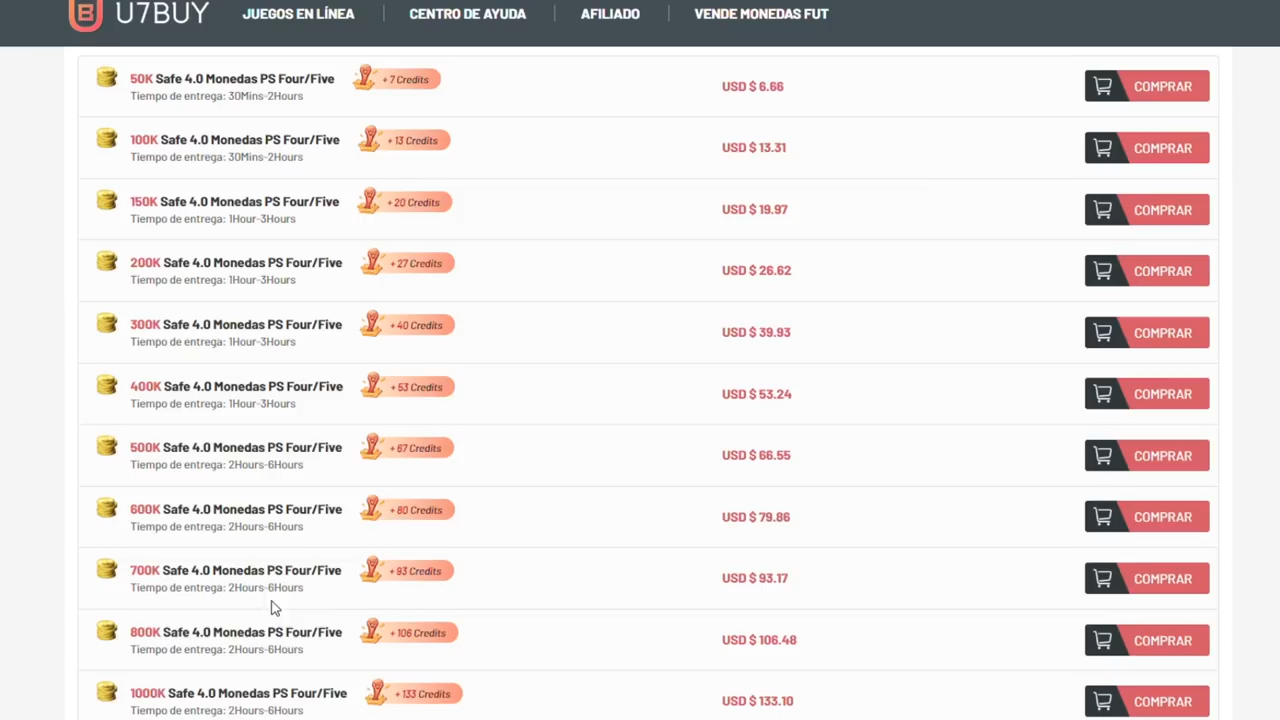 U7BUY JUEGOS EN LÍNEA CENTRO DE AYUDA AFILIADO VENDE MONEDAS FUT
50K Safe 4.0 Monedas PS Four/Five + 7 Credits
Tiempo de entrega: 30Mins-2Hours
USD $ 6.66
COMPRAR
100K Safe 4.0 Monedas PS Four/Five + 13 Credits
Tiempo de entrega: 30Mins-2Hours
USD $ 13.31
COMPRAR
150K Safe 4.0 Monedas PS Four/Five + 20 Credits
Tiempo de entrega: 1Hour-3Hours
USD $ 19.97
COMPRAR
200K Safe 4.0 Monedas PS Four/Five + 27 Credits
Tiempo de entrega: 1Hour-3Hours
USD $ 26.62
COMPRAR
300K Safe 4.0 Monedas PS Four/Five + 40 Credits
Tiempo de entrega: 1Hour-3Hours
USD $ 39.93
COMPRAR
400K Safe 4.0 Monedas PS Four/Five + 53 Credits
Tiempo de entrega: 1Hour-3Hours
USD $ 53.24
COMPRAR
500K Safe 4.0 Monedas PS Four/Five + 67 Credits
Tiempo de entrega: 2Hours-6Hours
USD $ 66.55
COMPRAR
600K Safe 4.0 Monedas PS Four/Five + 80 Credits
Tiempo de entrega: 2Hours-6Hours
USD $ 79.86
COMPRAR
700K Safe 4.0 Monedas PS Four/Five + 93 Credits
Tiempo de entrega: 2Hours-6Hours
USD $ 93.17
COMPRAR
800K Safe 4.0 Monedas PS Four/Five + 106 Credits
Tiempo de entrega: 2Hours-6Hours
USD $ 106.48
COMPRAR
1000K Safe 4.0 Monedas PS Four/Five + 133 Credits
Tiempo de entrega: 2Hours-6Hours
USD $ 133.10
COMPRAR